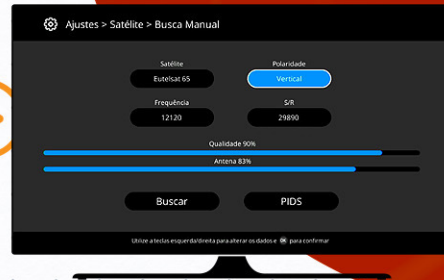 Ajustes > Satélite > Busca Manual
Satélite
Polaridade
Eutelsat 65
Vertical
Frequência
S/R
12120
29890
Qualidade 90%
Antena 83%
Buscar
PIDS
Utilize a teclas esquerda/direita para alterar os dados e OK para confirmar